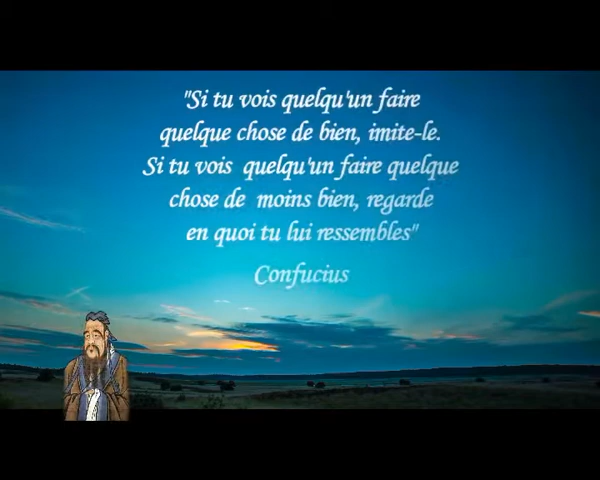 "Si tu vois quelqu'un faire
quelque chose de bien, imite-le.
Si tu vois quelqu'un faire quelque
chose de moins bien, regarde
en quoi tu lui ressembles"
Confucius